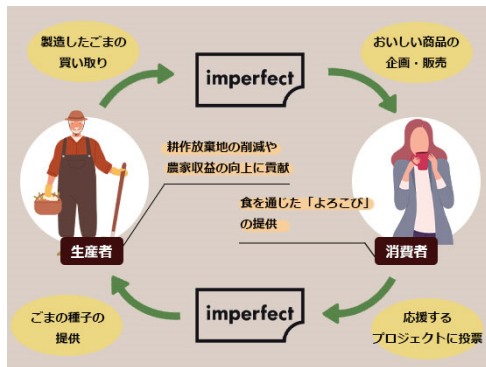 製造したごまの
買い取り
imperfect
おいしい商品の
企画・販売
耕作放棄地の削減や
農家収益の向上に貢献
食を通じた「よろこび」
の提供
生産者
消費者
ごまの種子の
提供
imperfect
応援する
プロジェクトに投票